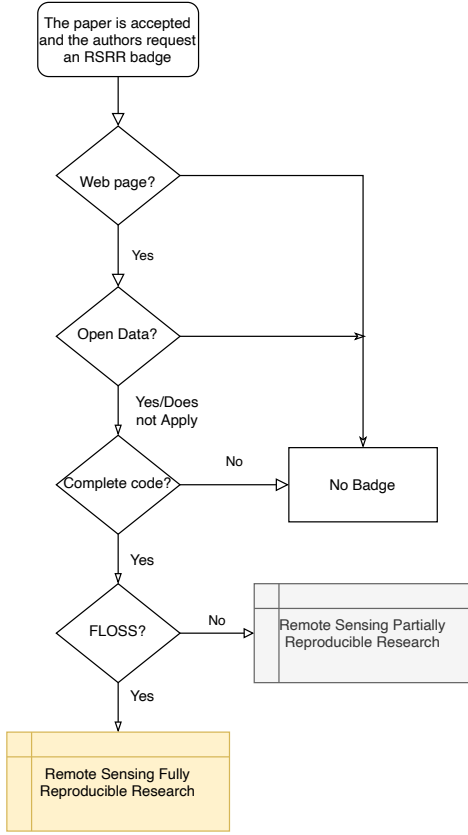 The paper is accepted
and the authors request
an RSRR badge
Web page?
Yes
Open Data?
Yes/Does
not Apply
Complete code?
No
No Badge
Yes
FLOSS?
No
Remote Sensing Partially
Reproducible Research
Yes
Remote Sensing Fully
Reproducible Research